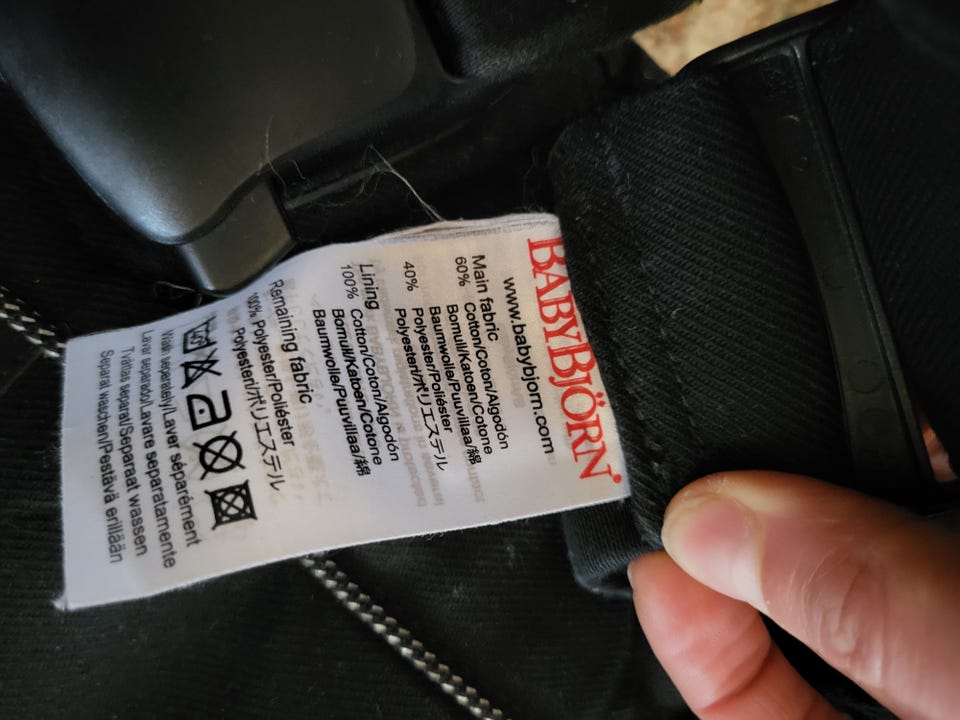 BABYBJÖRN®
www.babybjorn.com
Main fabric
60% Cotton/Coton/Algodón
Bomull/Katoen/Cotone
Baumwolle/Puuvilla/綿
40% Polyester/Poliéster
Polyesteri/ポリエステル
Lining
100% Cotton/Coton/Algodón
Bomull/Katoen/Cotone
Baumwolle/Puuvillaa/綿
Remaining fabric
100% Polyester/Poliéster
Polyesteri/ポリエステル
Wash separately/Laver séparément
Lavar separado/Lavare separatamente
Tvättas separat/Separaat wassen
Separat waschen/Pestävä erillään